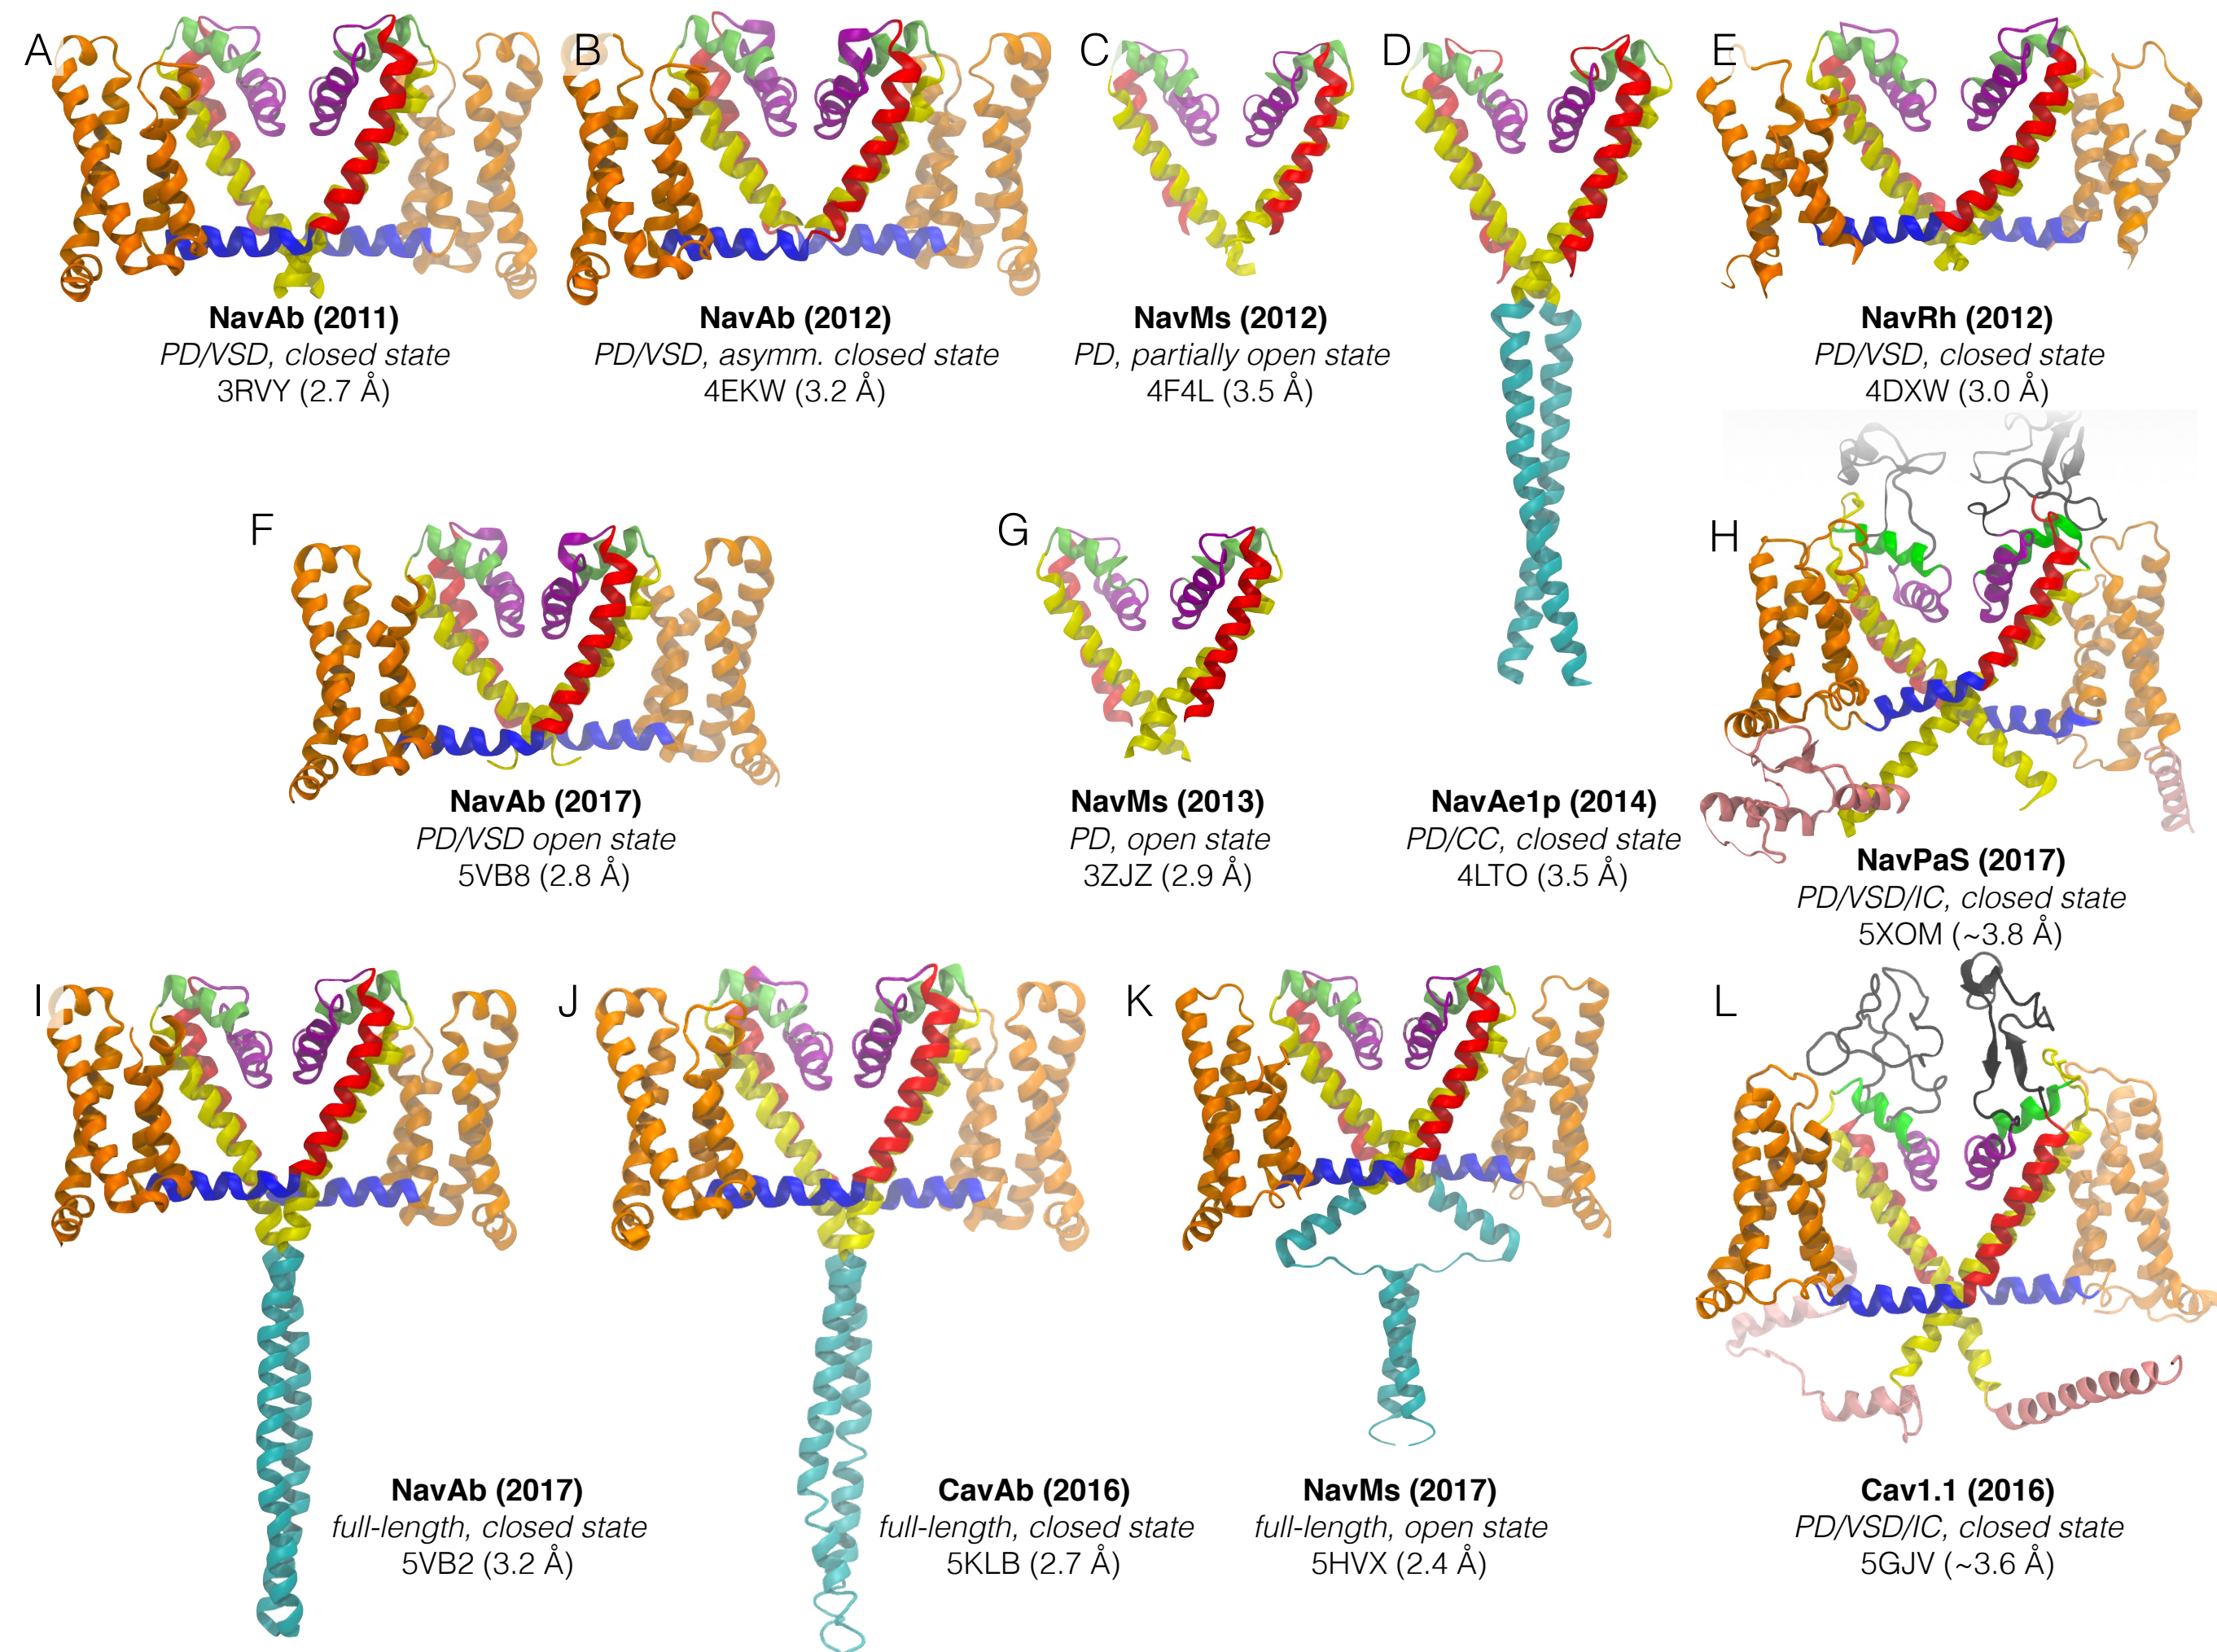 A
B
C
D
E
NavAb (2011)
PD/VSD, closed state
3RVY (2.7 Å)
NavAb (2012)
PD/VSD, asymm. closed state
4EKW (3.2 Å)
NavMs (2012)
PD, partially open state
4F4L (3.5 Å)
NavRh (2012)
PD/VSD, closed state
4DXW (3.0 Å)
F
G
H
NavAb (2017)
PD/VSD open state
5VB8 (2.8 Å)
NavMs (2013)
PD, open state
3ZJZ (2.9 Å)
NavAe1p (2014)
PD/CC, closed state
4LTO (3.5 Å)
NavPaS (2017)
PD/VSD/IC, closed state
5XOM (~3.8 Å)
I
J
K
L
NavAb (2017)
full-length, closed state
5VB2 (3.2 Å)
CavAb (2016)
full-length, closed state
5KLB (2.7 Å)
NavMs (2017)
full-length, open state
5HVX (2.4 Å)
Cav1.1 (2016)
PD/VSD/IC, closed state
5GJV (~3.6 Å)